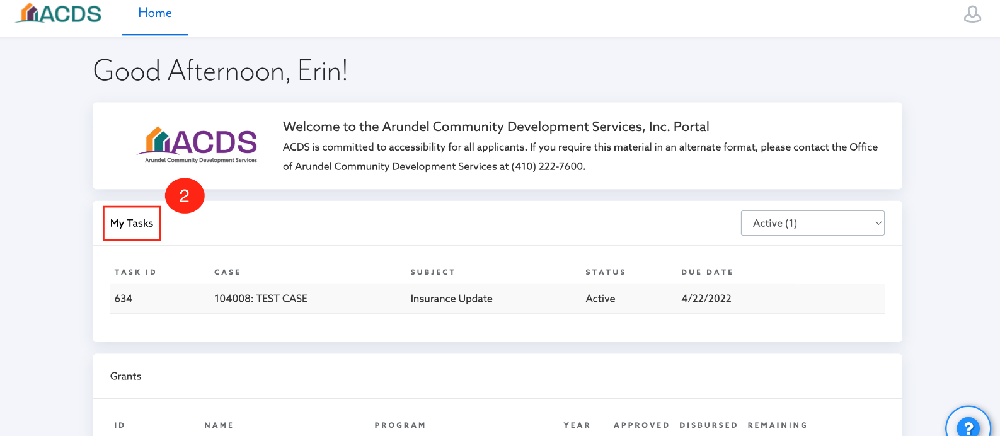 ACDS
Home
Good Afternoon, Erin!
ACDS
Arundel Community Development Services
Welcome to the Arundel Community Development Services, Inc. Portal
ACDS is committed to accessibility for all applicants. If you require this material in an alternate format, please contact the Office
of Arundel Community Development Services at (410) 222-7600.
2
My Tasks
Active (1)
TASK ID CASE SUBJECT STATUS DUE DATE
634 104008: TEST CASE Insurance Update Active 4/22/2022
Grants
ID NAME PROGRAM YEAR APPROVED DISBURSED REMAINING
?